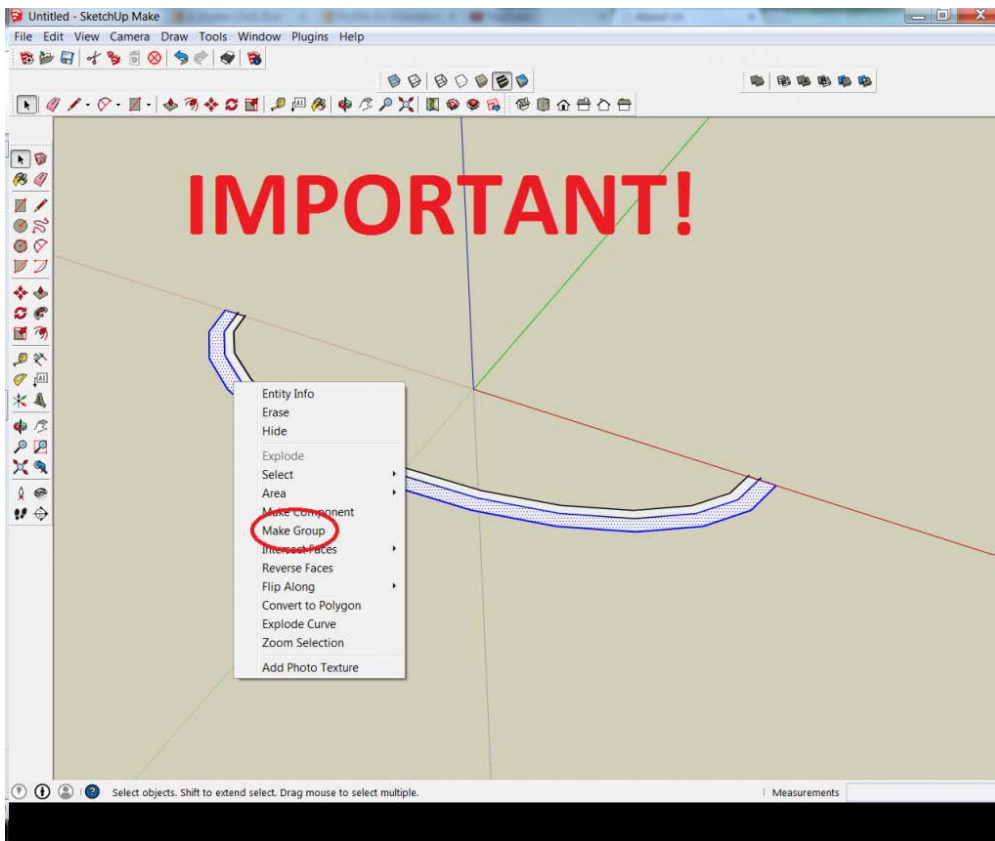 Untitled - SketchUp Make
File Edit View Camera Draw Tools Window Plugins Help
IMPORTANT!
Entity Info
Erase
Hide
Explode
Select
Area
Make Component
Make Group
Intersect Faces
Reverse Faces
Flip Along
Convert to Polygon
Explode Curve
Zoom Selection
Add Photo Texture
Select objects. Shift to extend select. Drag mouse to select multiple.
Measurements